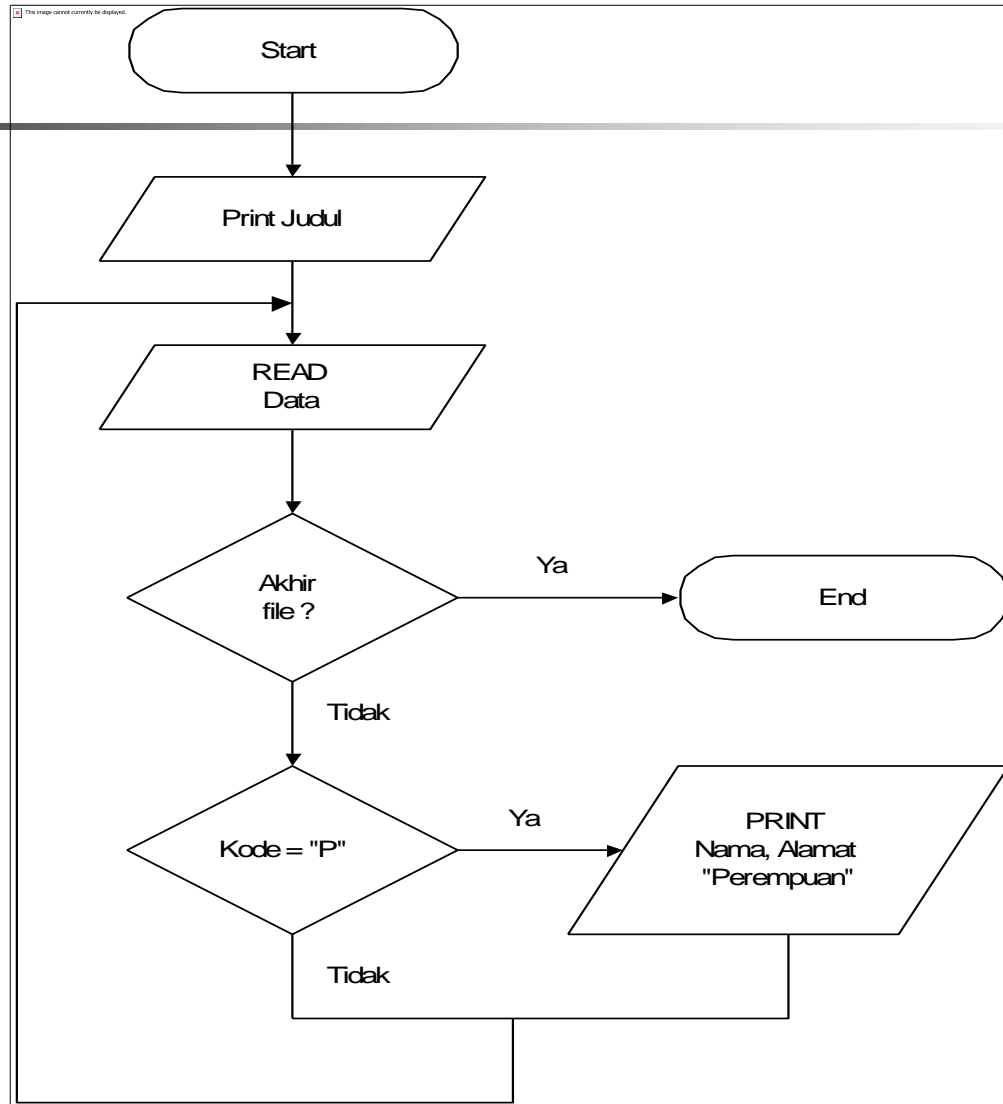 This image cannot currently be displayed.
Start
Print Judul
READ
Data
Akhir
file ?
Ya
End
Tidak
Kode = "P"
Ya
PRINT
Nama, Alamat
"Perempuan"
Tidak